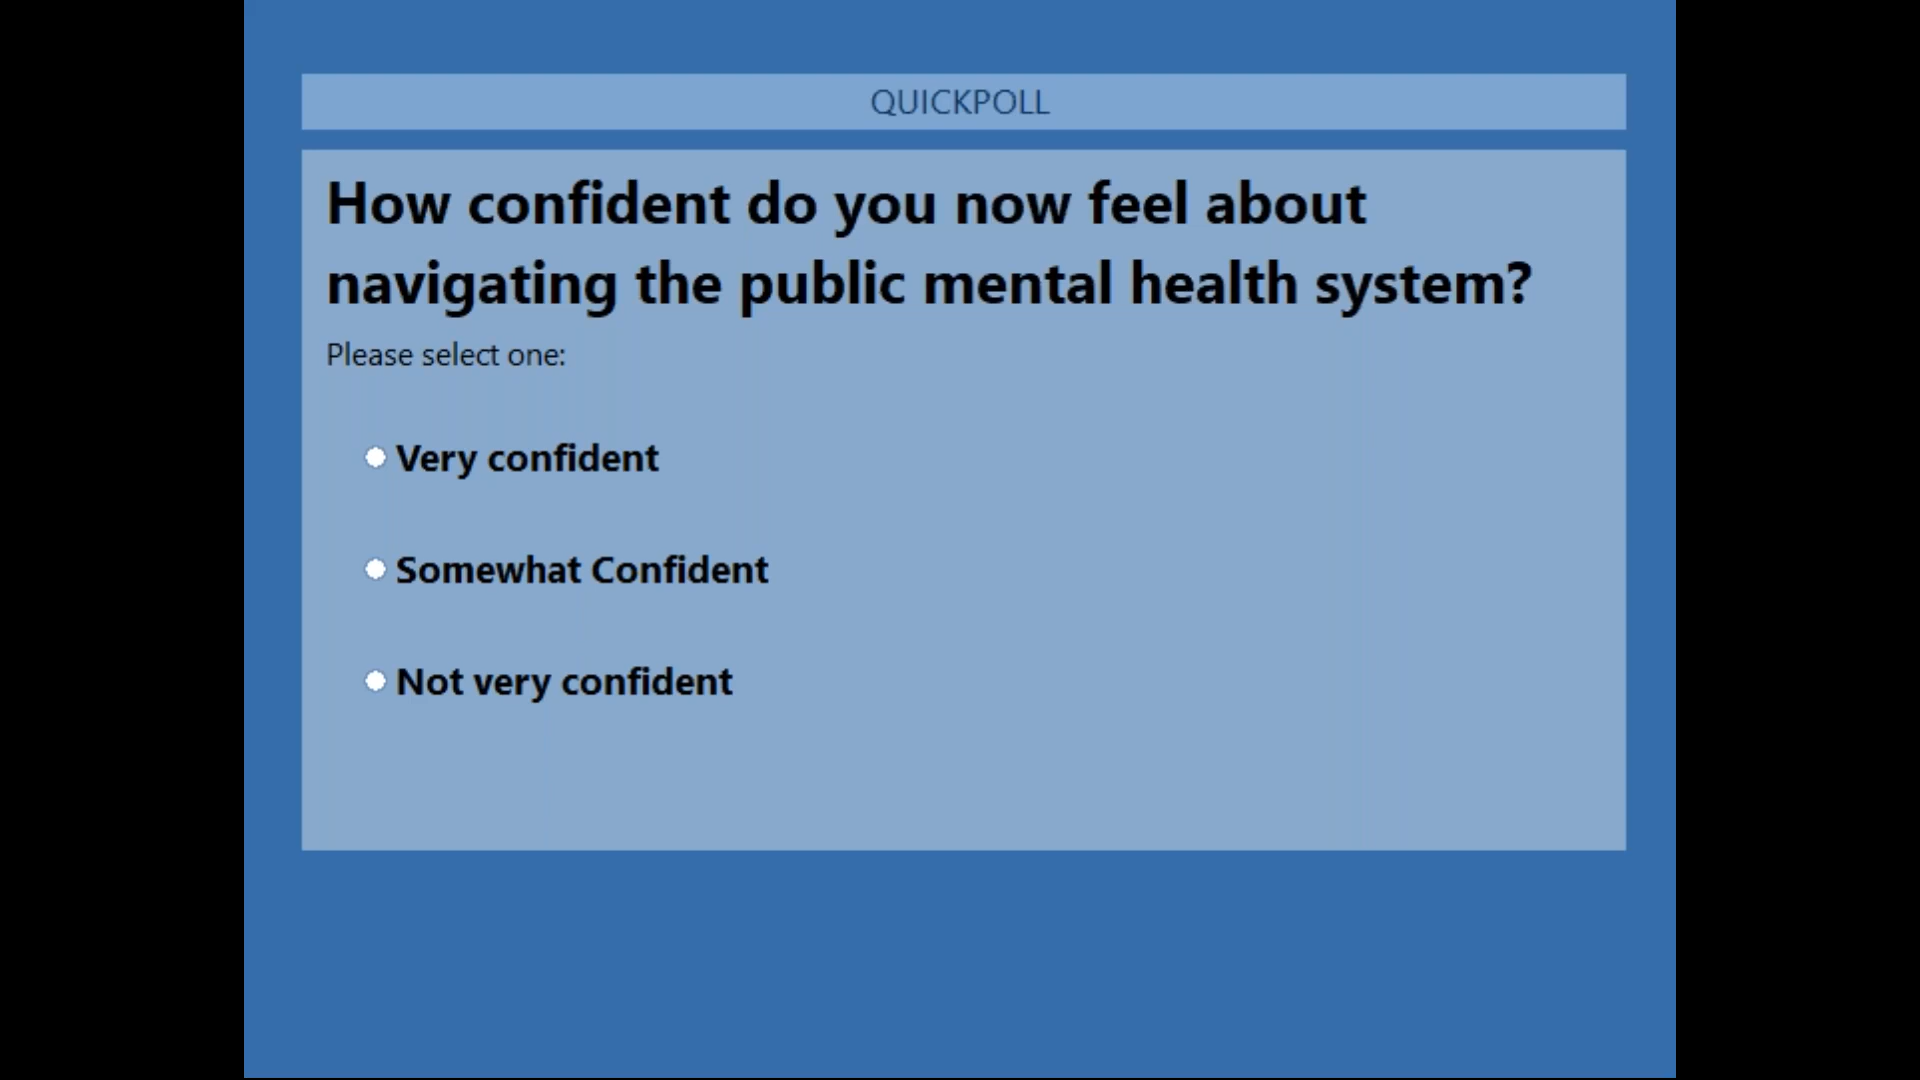 QUICKPOLL
How confident do you now feel about
navigating the public mental health system?
Please select one:
Very confident
Somewhat Confident
Not very confident